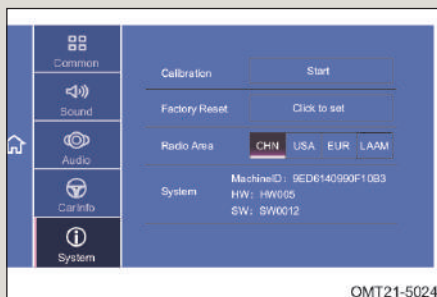 Common
Sound
Audio
CarInfo
System
Calibration Start
Factory Reset Click to set
Radio Area CHN USA EUR LAAM
System MachineID: 9ED6140990F10B3
HW: HW005
SW: SW0012
OMT21-5024